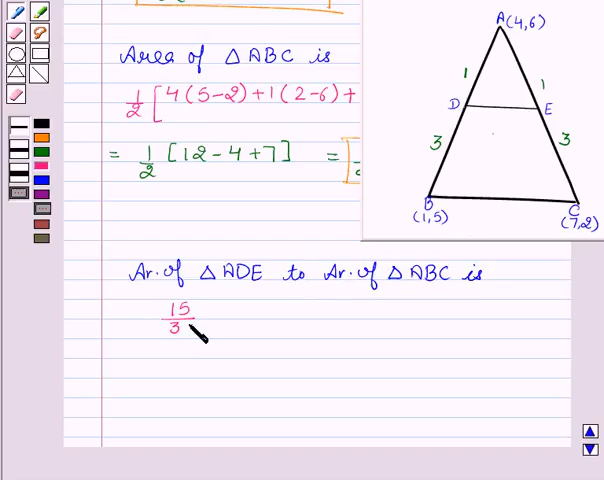 Area of △ ABC is
1/2 [4(5-2)+1(2-6)+
= 1/2 [12-4+7] =
Ar. of △ ADE to Ar. of △ ABC is
15/3
A(4,6)
1 1
D E
3 3
B C
(1,5) (7,2)